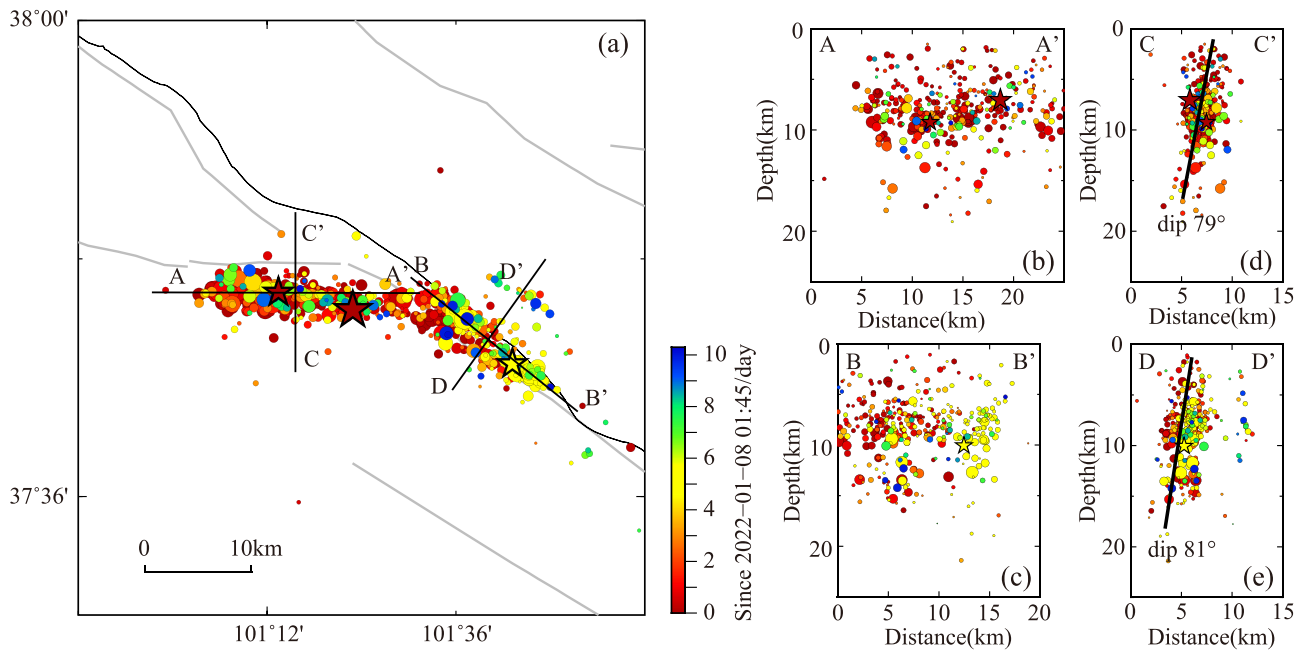 38°00'
37°36'
101°12'
101°36'
(a)
A
A'
B
B'
C'
C
D'
D
0
10km
10
8
6
4
2
0
Since 2022−01−08 01:45/day
A
A'
0
10
20
Depth(km)
0
5
10
15
20
25
Distance(km)
(b)
C
C'
0
10
20
Depth(km)
dip 79°
0
5
10
15
Distance(km)
(d)
B
B'
0
10
20
Depth(km)
0
5
10
15
20
Distance(km)
(c)
D
D'
0
10
20
Depth(km)
dip 81°
0
5
10
15
Distance(km)
(e)